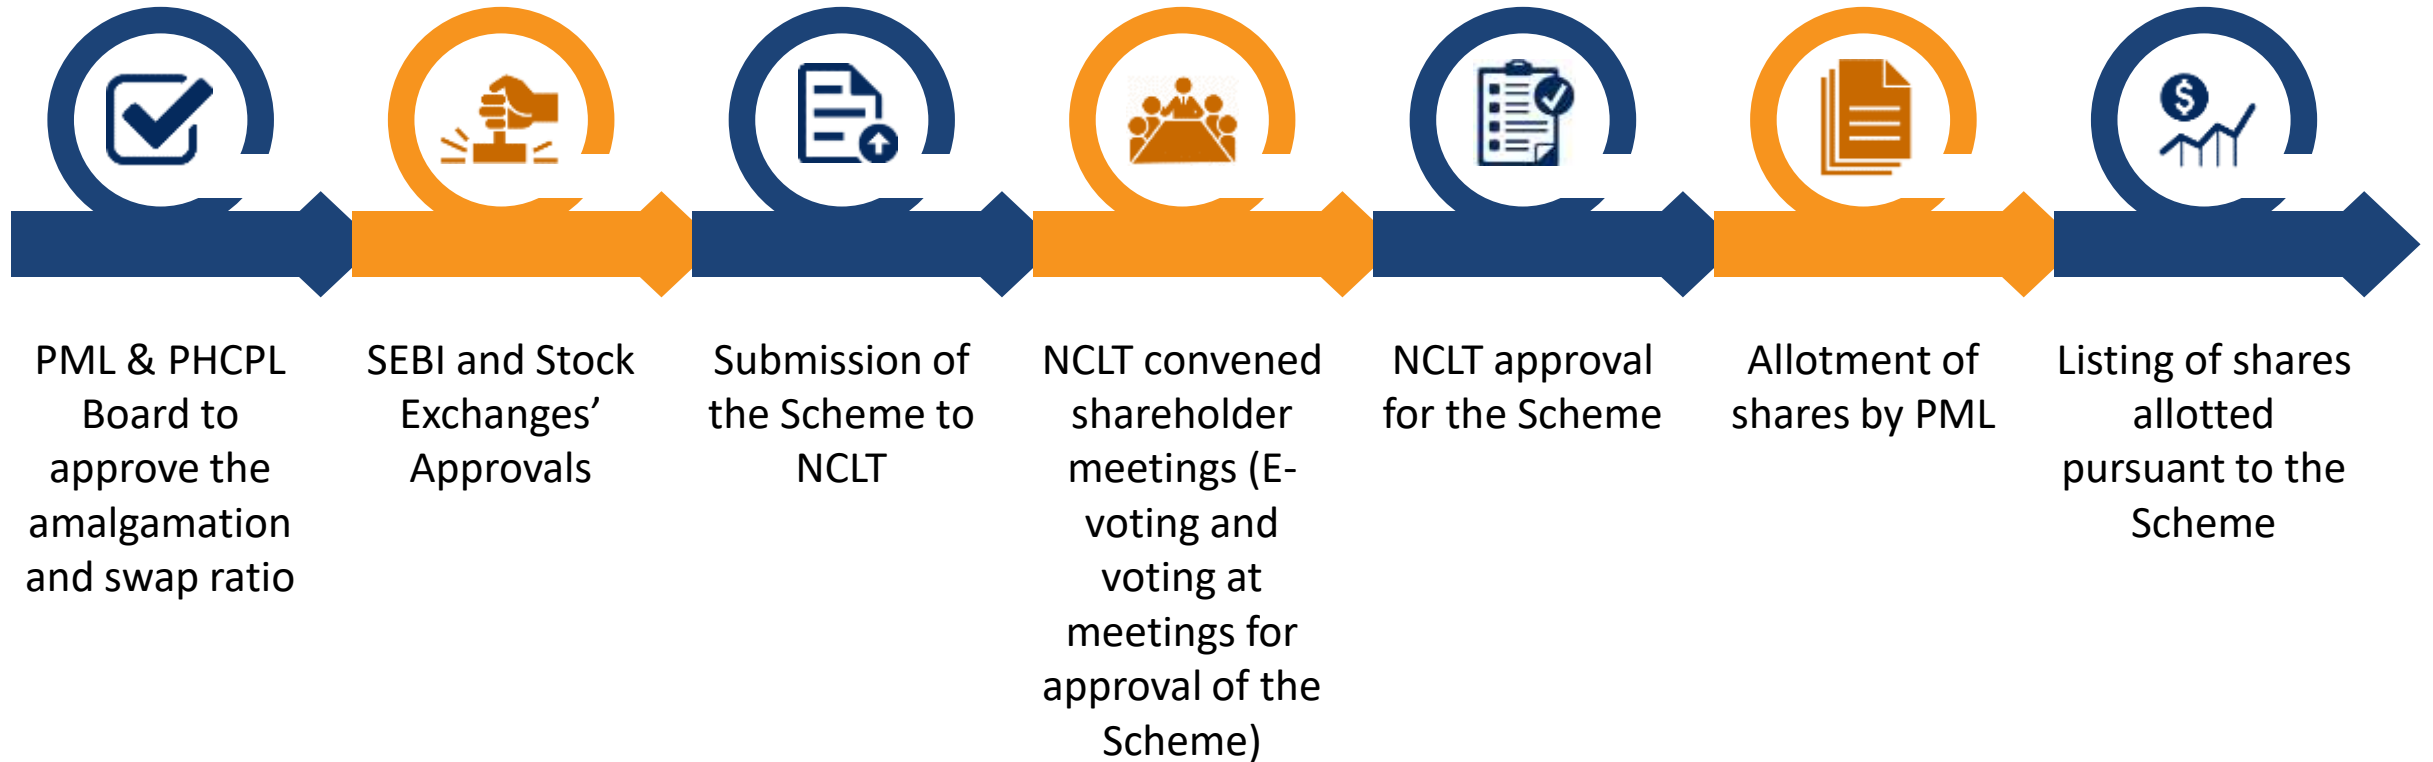 PML & PHCPL
Board to
approve the
amalgamation
and swap ratio
SEBI and Stock
Exchanges’
Approvals
Submission of
the Scheme to
NCLT
NCLT convened
shareholder
meetings (E-
voting and
voting at
meetings for
approval of the
Scheme)
NCLT approval
for the Scheme
Allotment of
shares by PML
Listing of shares
allotted
pursuant to the
Scheme
$